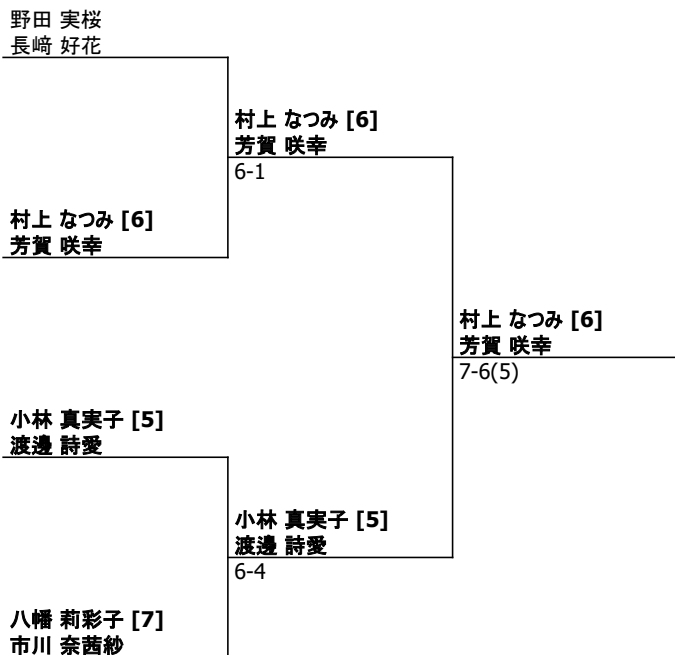 野田 実桜
長﨑 好花
村上 なつみ [6]
芳賀 咲幸
6-1
村上 なつみ [6]
芳賀 咲幸
村上 なつみ [6]
芳賀 咲幸
7-6(5)
小林 真実子 [5]
渡邊 詩愛
小林 真実子 [5]
渡邊 詩愛
6-4
八幡 莉彩子 [7]
市川 奈茜紗